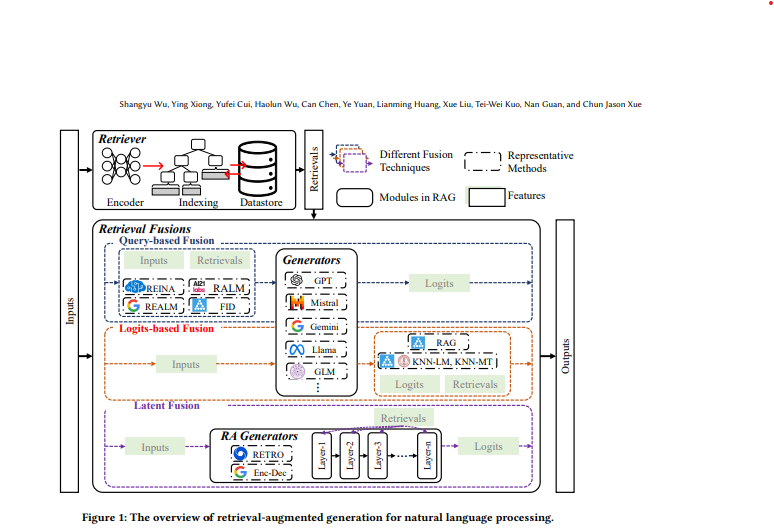 Shangyu Wu, Ying Xiong, Yufei Cui, Haolun Wu, Can Chen, Ye Yuan, Lianming Huang, Xue Liu, Tei-Wei Kuo, Nan Guan, and Chun Jason Xue
Inputs
Retriever
Encoder
Indexing
Datastore
Retrievals
Different Fusion
Techniques
Representative
Methods
Modules in RAG
Features
Retrieval Fusions
Query-based Fusion
Inputs
Retrievals
REINA
AI21
labs
RALM
REALM
FID
Generators
GPT
Mistral
Gemini
Llama
GLM
Logits
Logits-based Fusion
Inputs
RAG
KNN-LM, KNN-MT
Logits
Retrievals
Latent Fusion
Inputs
RA Generators
RETRO
Enc-Dec
Layer-1
Layer-2
Layer-3
Layer-n
Retrievals
Logits
Outputs
Figure 1: The overview of retrieval-augmented generation for natural language processing.